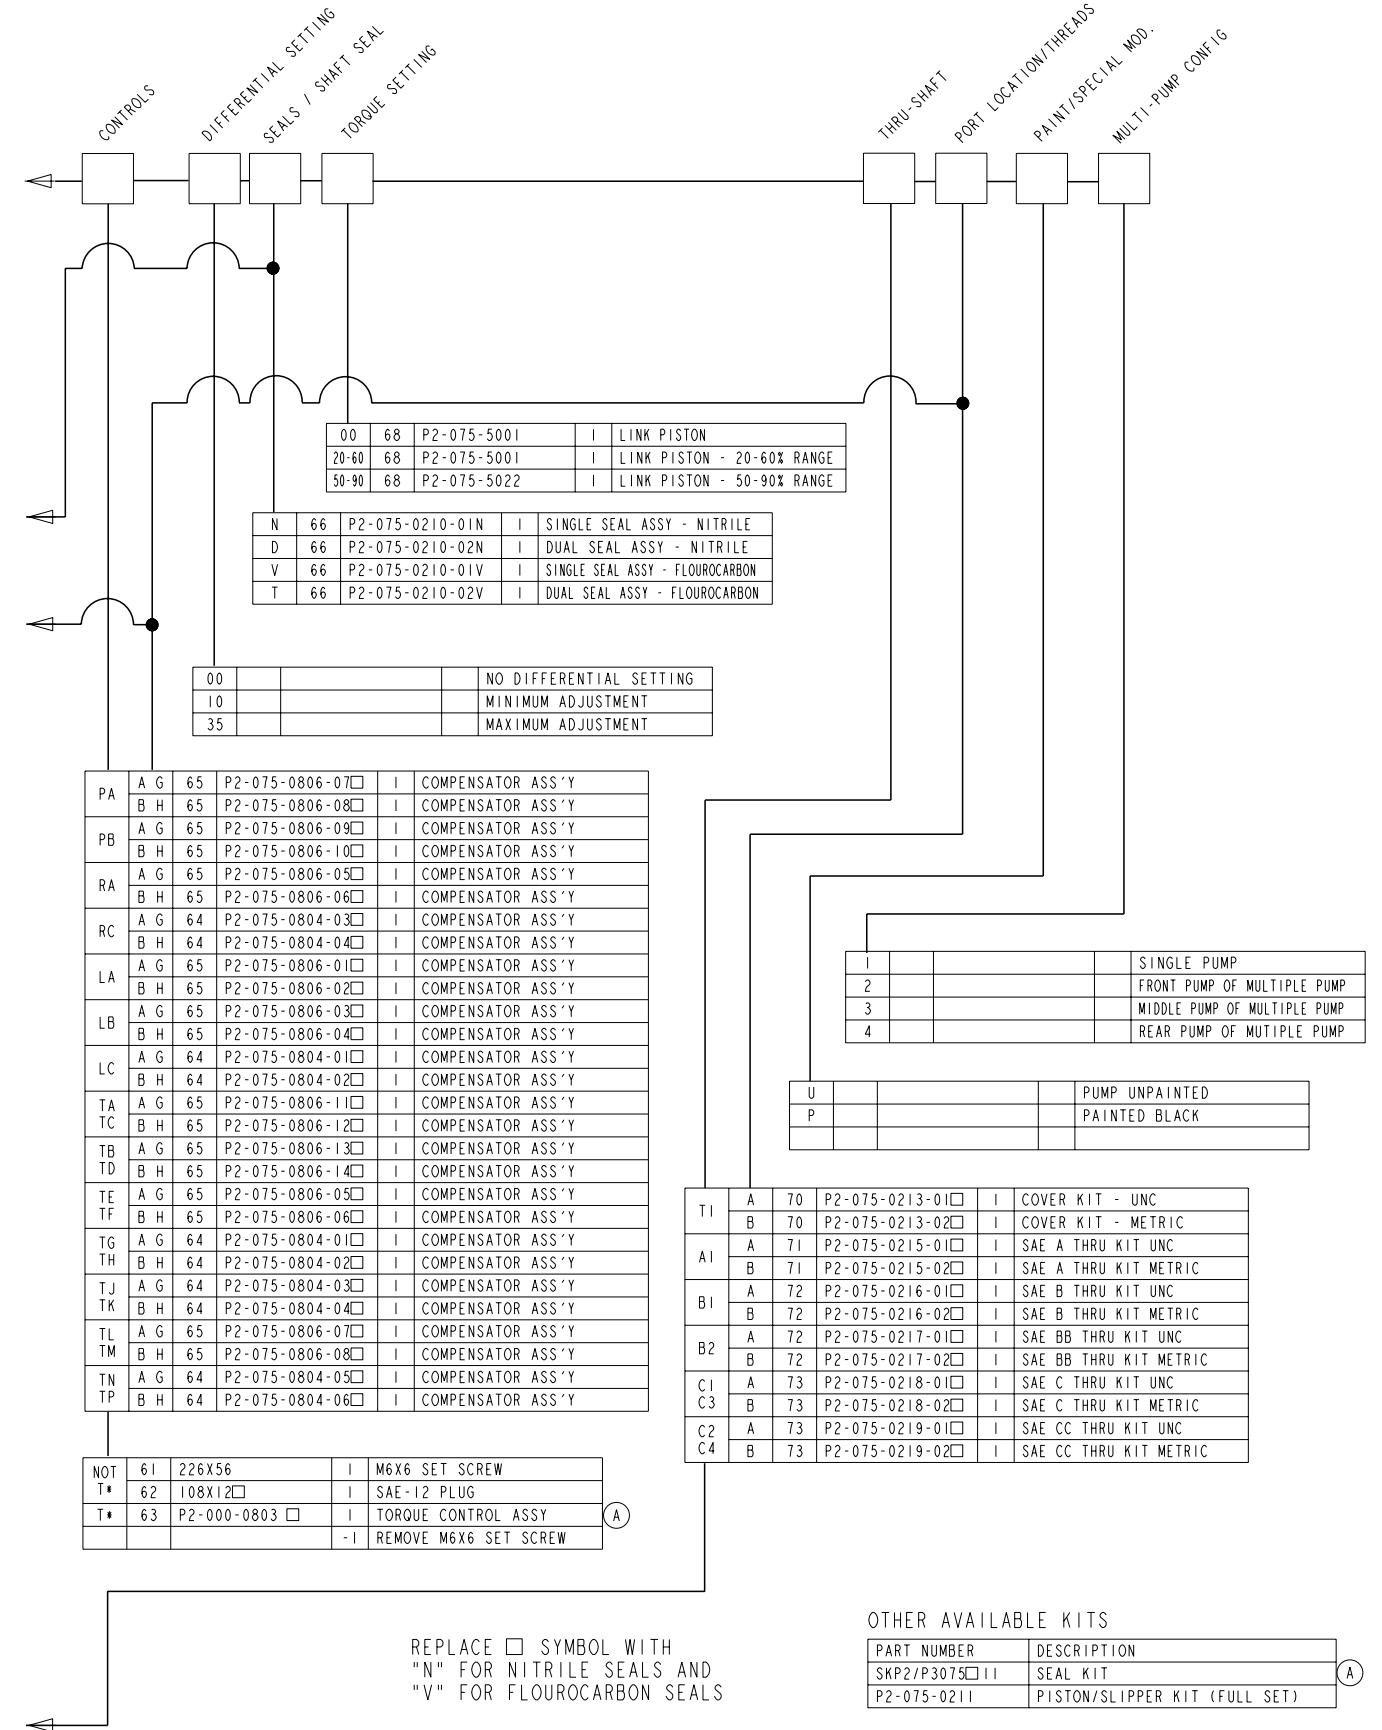 CONTROLS
DIFFERENTIAL SETTING
SEALS / SHAFT SEAL
TORQUE SETTING
THRU-SHAFT
PORT LOCATION/THREADS
PAINT/SPECIAL MOD.
MULTI-PUMP CONFIG
00 68 P2-075-5001 1 LINK PISTON
20-60 68 P2-075-5001 1 LINK PISTON - 20-60% RANGE
50-90 68 P2-075-5022 1 LINK PISTON - 50-90% RANGE
N 66 P2-075-0210-01N 1 SINGLE SEAL ASSY - NITRILE
D 66 P2-075-0210-02N 1 DUAL SEAL ASSY - NITRILE
V 66 P2-075-0210-01V 1 SINGLE SEAL ASSY - FLOUROCARBON
T 66 P2-075-0210-02V 1 DUAL SEAL ASSY - FLOUROCARBON
00 NO DIFFERENTIAL SETTING
10 MINIMUM ADJUSTMENT
35 MAXIMUM ADJUSTMENT
PA A G 65 P2-075-0806-07□ 1 COMPENSATOR ASS'Y
B H 65 P2-075-0806-08□ 1 COMPENSATOR ASS'Y
PB A G 65 P2-075-0806-09□ 1 COMPENSATOR ASS'Y
B H 65 P2-075-0806-10□ 1 COMPENSATOR ASS'Y
RA A G 65 P2-075-0806-05□ 1 COMPENSATOR ASS'Y
B H 65 P2-075-0806-06□ 1 COMPENSATOR ASS'Y
RC A G 64 P2-075-0804-03□ 1 COMPENSATOR ASS'Y
B H 64 P2-075-0804-04□ 1 COMPENSATOR ASS'Y
LA A G 65 P2-075-0806-01□ 1 COMPENSATOR ASS'Y
B H 65 P2-075-0806-02□ 1 COMPENSATOR ASS'Y
LB A G 65 P2-075-0806-03□ 1 COMPENSATOR ASS'Y
B H 65 P2-075-0806-04□ 1 COMPENSATOR ASS'Y
LC A G 64 P2-075-0804-01□ 1 COMPENSATOR ASS'Y
B H 64 P2-075-0804-02□ 1 COMPENSATOR ASS'Y
TA A G 65 P2-075-0806-11□ 1 COMPENSATOR ASS'Y
TC B H 65 P2-075-0806-12□ 1 COMPENSATOR ASS'Y
TB A G 65 P2-075-0806-13□ 1 COMPENSATOR ASS'Y
TD B H 65 P2-075-0806-14□ 1 COMPENSATOR ASS'Y
TE A G 65 P2-075-0806-05□ 1 COMPENSATOR ASS'Y
TF B H 65 P2-075-0806-06□ 1 COMPENSATOR ASS'Y
TG A G 64 P2-075-0804-01□ 1 COMPENSATOR ASS'Y
TH B H 64 P2-075-0804-02□ 1 COMPENSATOR ASS'Y
TJ A G 64 P2-075-0804-03□ 1 COMPENSATOR ASS'Y
TK B H 64 P2-075-0804-04□ 1 COMPENSATOR ASS'Y
TL A G 65 P2-075-0806-07□ 1 COMPENSATOR ASS'Y
TM B H 65 P2-075-0806-08□ 1 COMPENSATOR ASS'Y
TN A G 64 P2-075-0804-05□ 1 COMPENSATOR ASS'Y
TP B H 64 P2-075-0804-06□ 1 COMPENSATOR ASS'Y
1 SINGLE PUMP
2 FRONT PUMP OF MULTIPLE PUMP
3 MIDDLE PUMP OF MULTIPLE PUMP
4 REAR PUMP OF MUTIPLE PUMP
U PUMP UNPAINTED
P PAINTED BLACK
T1 A 70 P2-075-0213-01□ 1 COVER KIT - UNC
B 70 P2-075-0213-02□ 1 COVER KIT - METRIC
A1 A 71 P2-075-0215-01□ 1 SAE A THRU KIT UNC
B 71 P2-075-0215-02□ 1 SAE A THRU KIT METRIC
B1 A 72 P2-075-0216-01□ 1 SAE B THRU KIT UNC
B 72 P2-075-0216-02□ 1 SAE B THRU KIT METRIC
B2 A 72 P2-075-0217-01□ 1 SAE BB THRU KIT UNC
B 72 P2-075-0217-02□ 1 SAE BB THRU KIT METRIC
C1 A 73 P2-075-0218-01□ 1 SAE C THRU KIT UNC
C3 B 73 P2-075-0218-02□ 1 SAE C THRU KIT METRIC
C2 A 73 P2-075-0219-01□ 1 SAE CC THRU KIT UNC
C4 B 73 P2-075-0219-02□ 1 SAE CC THRU KIT METRIC
NOT 61 226X56 1 M6X6 SET SCREW
T* 62 108X12□ 1 SAE-12 PLUG
T* 63 P2-000-0803 □ 1 TORQUE CONTROL ASSY A
-1 REMOVE M6X6 SET SCREW
REPLACE □ SYMBOL WITH
"N" FOR NITRILE SEALS AND
"V" FOR FLOUROCARBON SEALS
OTHER AVAILABLE KITS
PART NUMBER DESCRIPTION
SKP2/P3075□11 SEAL KIT A
P2-075-0211 PISTON/SLIPPER KIT (FULL SET)